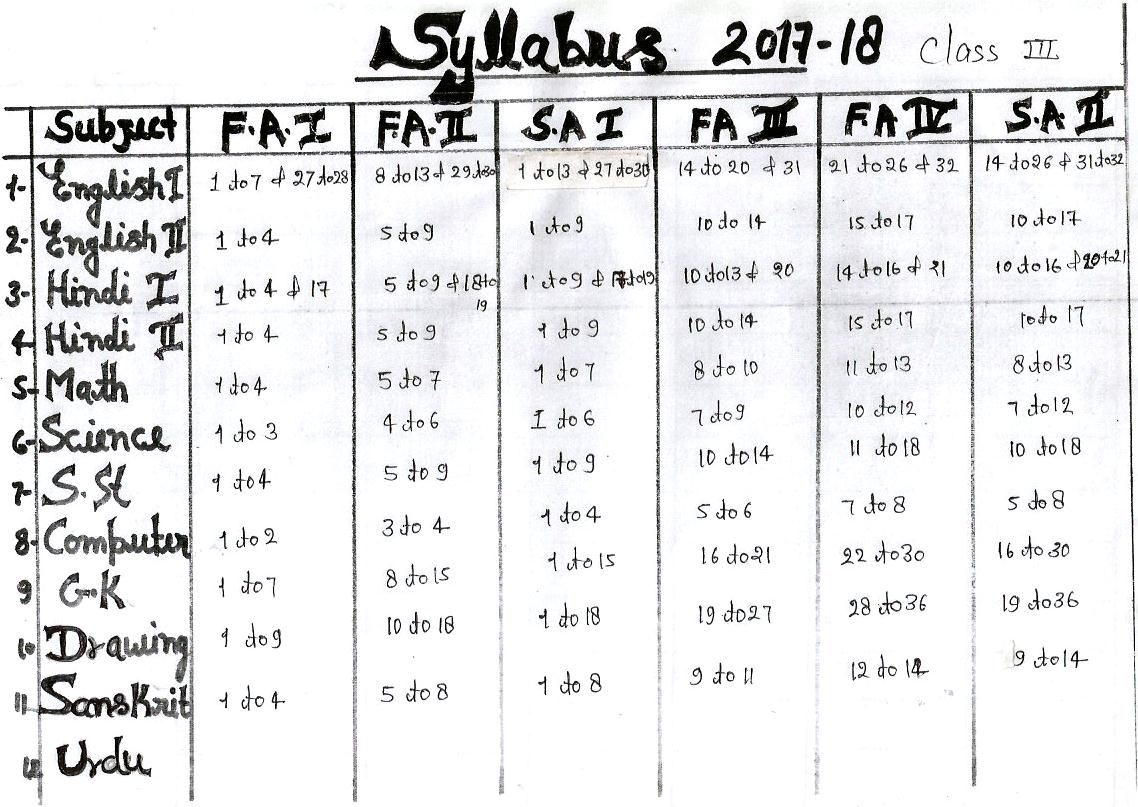 Syllabus 2017-18 Class III
Subject F.A.I F.A.II S.A I FA III F.A IV S.A. II
1- English I 1 to 7 & 27 to 28 8 to 13 & 29 to 30 1 to 13 & 27 to 30 14 to 20 & 31 21 to 26 & 32 14 to 26 & 31 to 32
2- English II 1 to 4 5 to 9 1 to 9 10 to 14 15 to 17 10 to 17
3- Hindi I 1 to 4 & 17 5 to 9 & 18 to 19 1 to 9 & 17 to 19 10 to 13 & 20 14 to 16 & 21 10 to 16 & 20 to 21
4 Hindi II 1 to 4 5 to 9 1 to 9 10 to 14 15 to 17 10 to 17
5- Math 1 to 4 5 to 7 1 to 7 8 to 10 11 to 13 8 to 13
6- Science 1 to 3 4 to 6 I to 6 7 to 9 10 to 12 7 to 12
7- S.St 1 to 4 5 to 9 1 to 9 10 to 14 11 to 18 10 to 18
8- Computer 1 to 2 3 to 4 1 to 4 5 to 6 7 to 8 5 to 8
9 G.K 1 to 7 8 to 15 1 to 15 16 to 21 22 to 30 16 to 30
10 Drawing 1 to 9 10 to 18 1 to 18 19 to 27 28 to 36 19 to 36
11 Sanskrit 1 to 4 5 to 8 1 to 8 9 to 11 12 to 14 9 to 14
12 Urdu